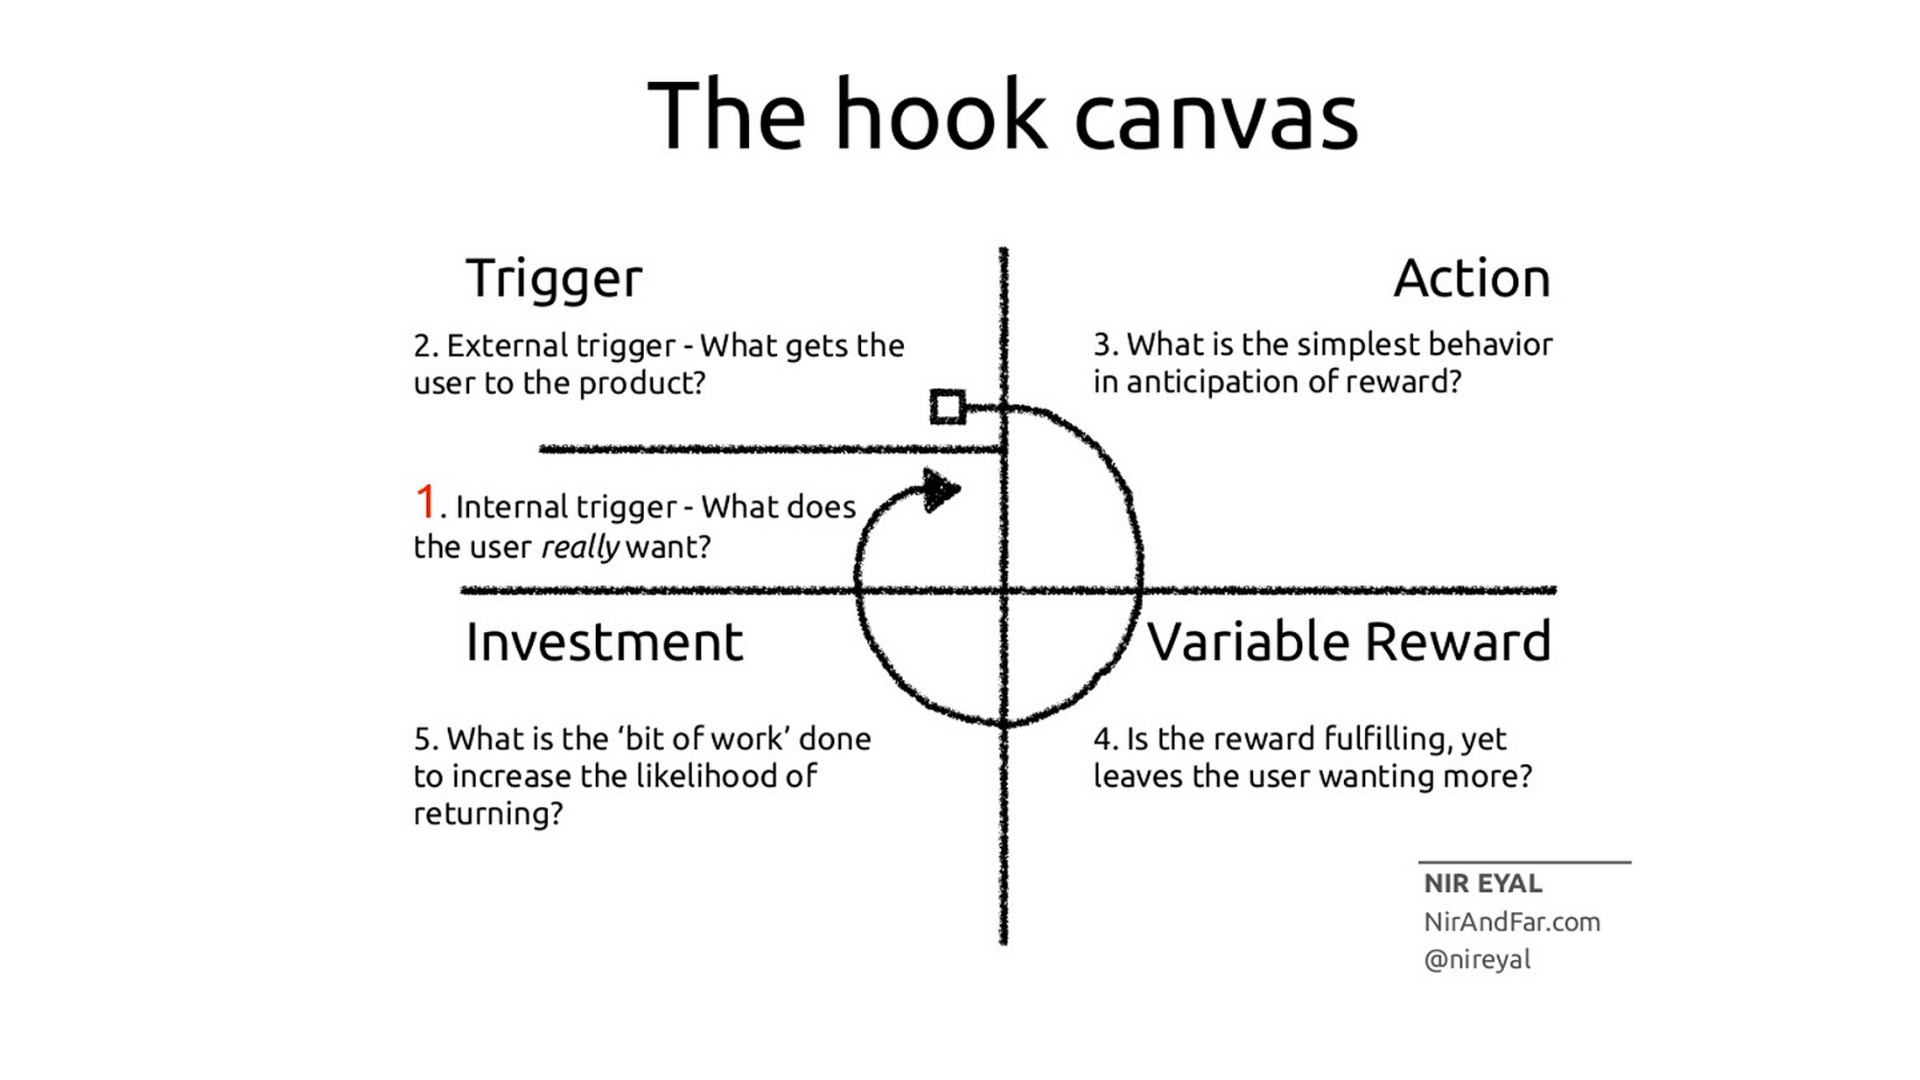 The hook canvas
Trigger
2. External trigger - What gets the
user to the product?
1. Internal trigger - What does
the user really want?
Action
3. What is the simplest behavior
in anticipation of reward?
Investment
5. What is the ‘bit of work’ done
to increase the likelihood of
returning?
Variable Reward
4. Is the reward fulfilling, yet
leaves the user wanting more?
NIR EYAL
NirAndFar.com
@nireyal